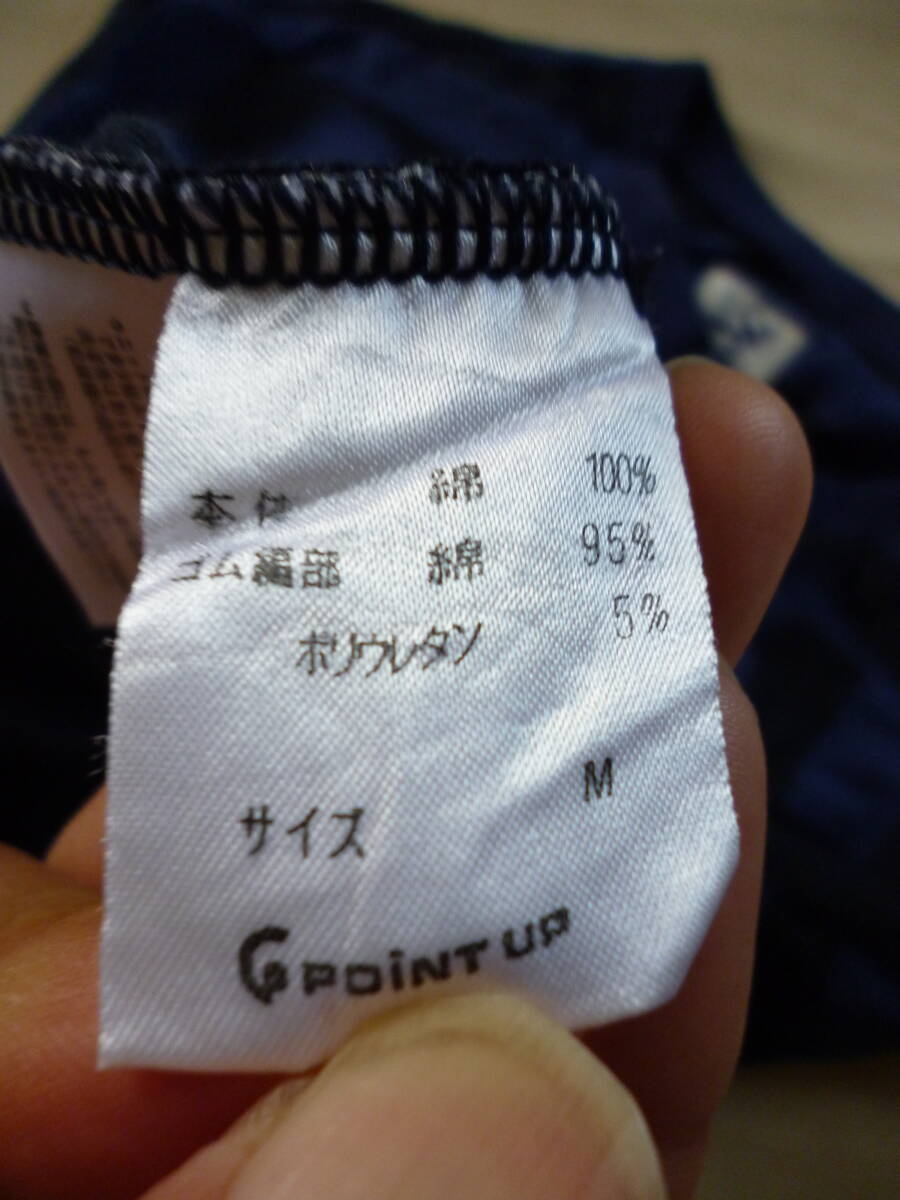 本体 綿 100%
ゴム編部 綿 95%
ポリウレタン 5%
サイズ M
POINT UP